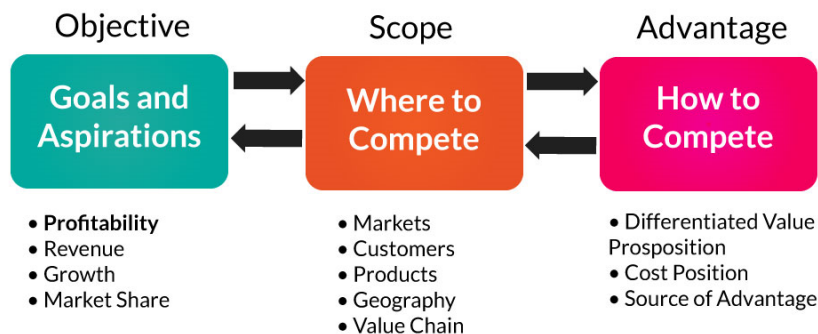 Objective
Goals and
Aspirations
• Profitability
• Revenue
• Growth
• Market Share
Scope
Where to
Compete
• Markets
• Customers
• Products
• Geography
• Value Chain
Advantage
How to
Compete
• Differentiated Value
Prosposition
• Cost Position
• Source of Advantage